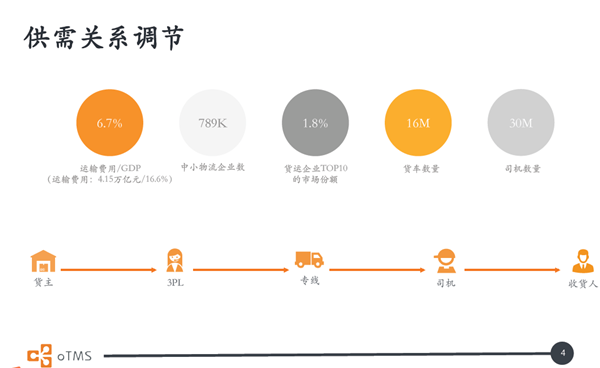 供需关系调节
6.7%
789K
1.8%
16M
30M
运输费用/GDP
（运输费用：4.15万亿元/16.6%）
中小物流企业数
货运企业TOP10
的市场份额
货车数量
司机数量
货主
3PL
专线
司机
收货人
oTMS
4